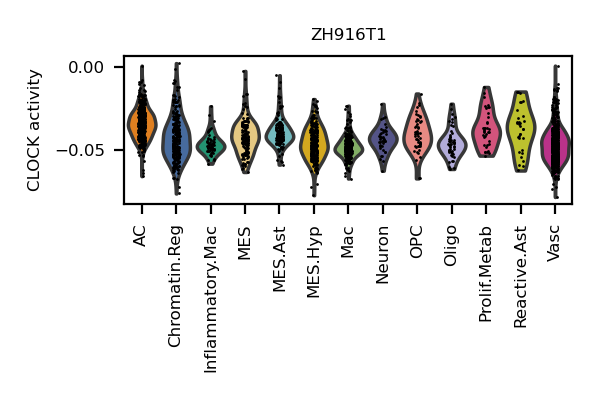 ZH916T1
CLOCK activity
0.00
−0.05
AC
Chromatin.Reg
Inflammatory.Mac
MES
MES.Ast
MES.Hyp
Mac
Neuron
OPC
Oligo
Prolif.Metab
Reactive.Ast
Vasc